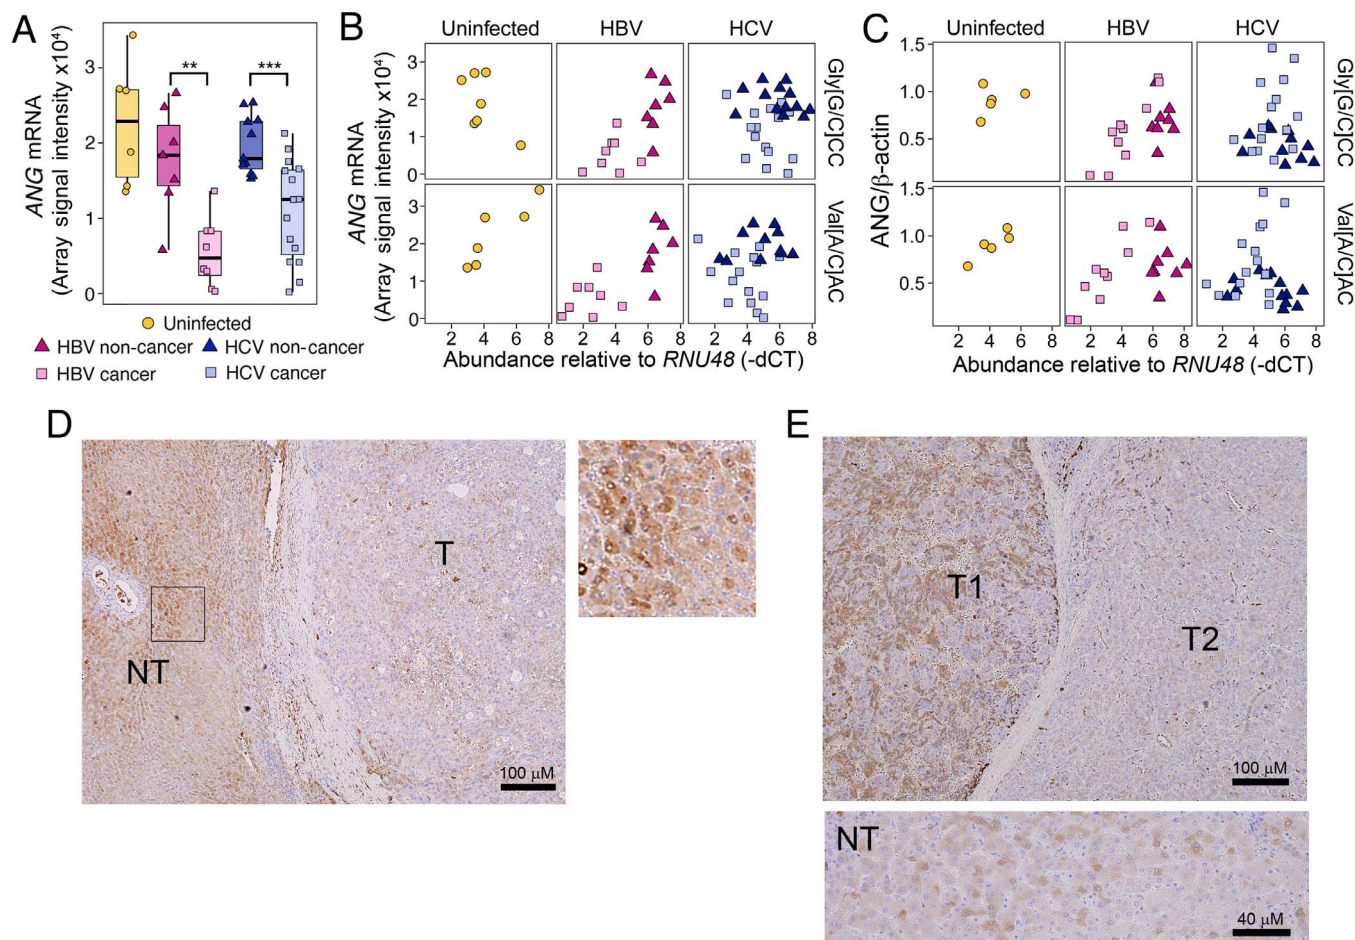 A
ANG mRNA
(Array signal intensity x10⁴)
3
2
1
0
**
***
Uninfected
HBV non-cancer
HCV non-cancer
HBV cancer
HCV cancer
B
Uninfected
HBV
HCV
ANG mRNA
(Array signal intensity x10⁴)
3
2
1
0
3
2
1
0
Gly[G/C]CC
Val[A/C]AC
2 4 6 8
2 4 6 8
2 4 6 8
Abundance relative to RNU48 (-dCT)
C
Uninfected
HBV
HCV
ANG/β-actin
1.5
1.0
0.5
1.5
1.0
0.5
Gly[G/C]CC
Val[A/C]AC
2 4 6 8
2 4 6 8
2 4 6 8
Abundance relative to RNU48 (-dCT)
D
T
NT
100 μM
E
T1
T2
100 μM
NT
40 μM